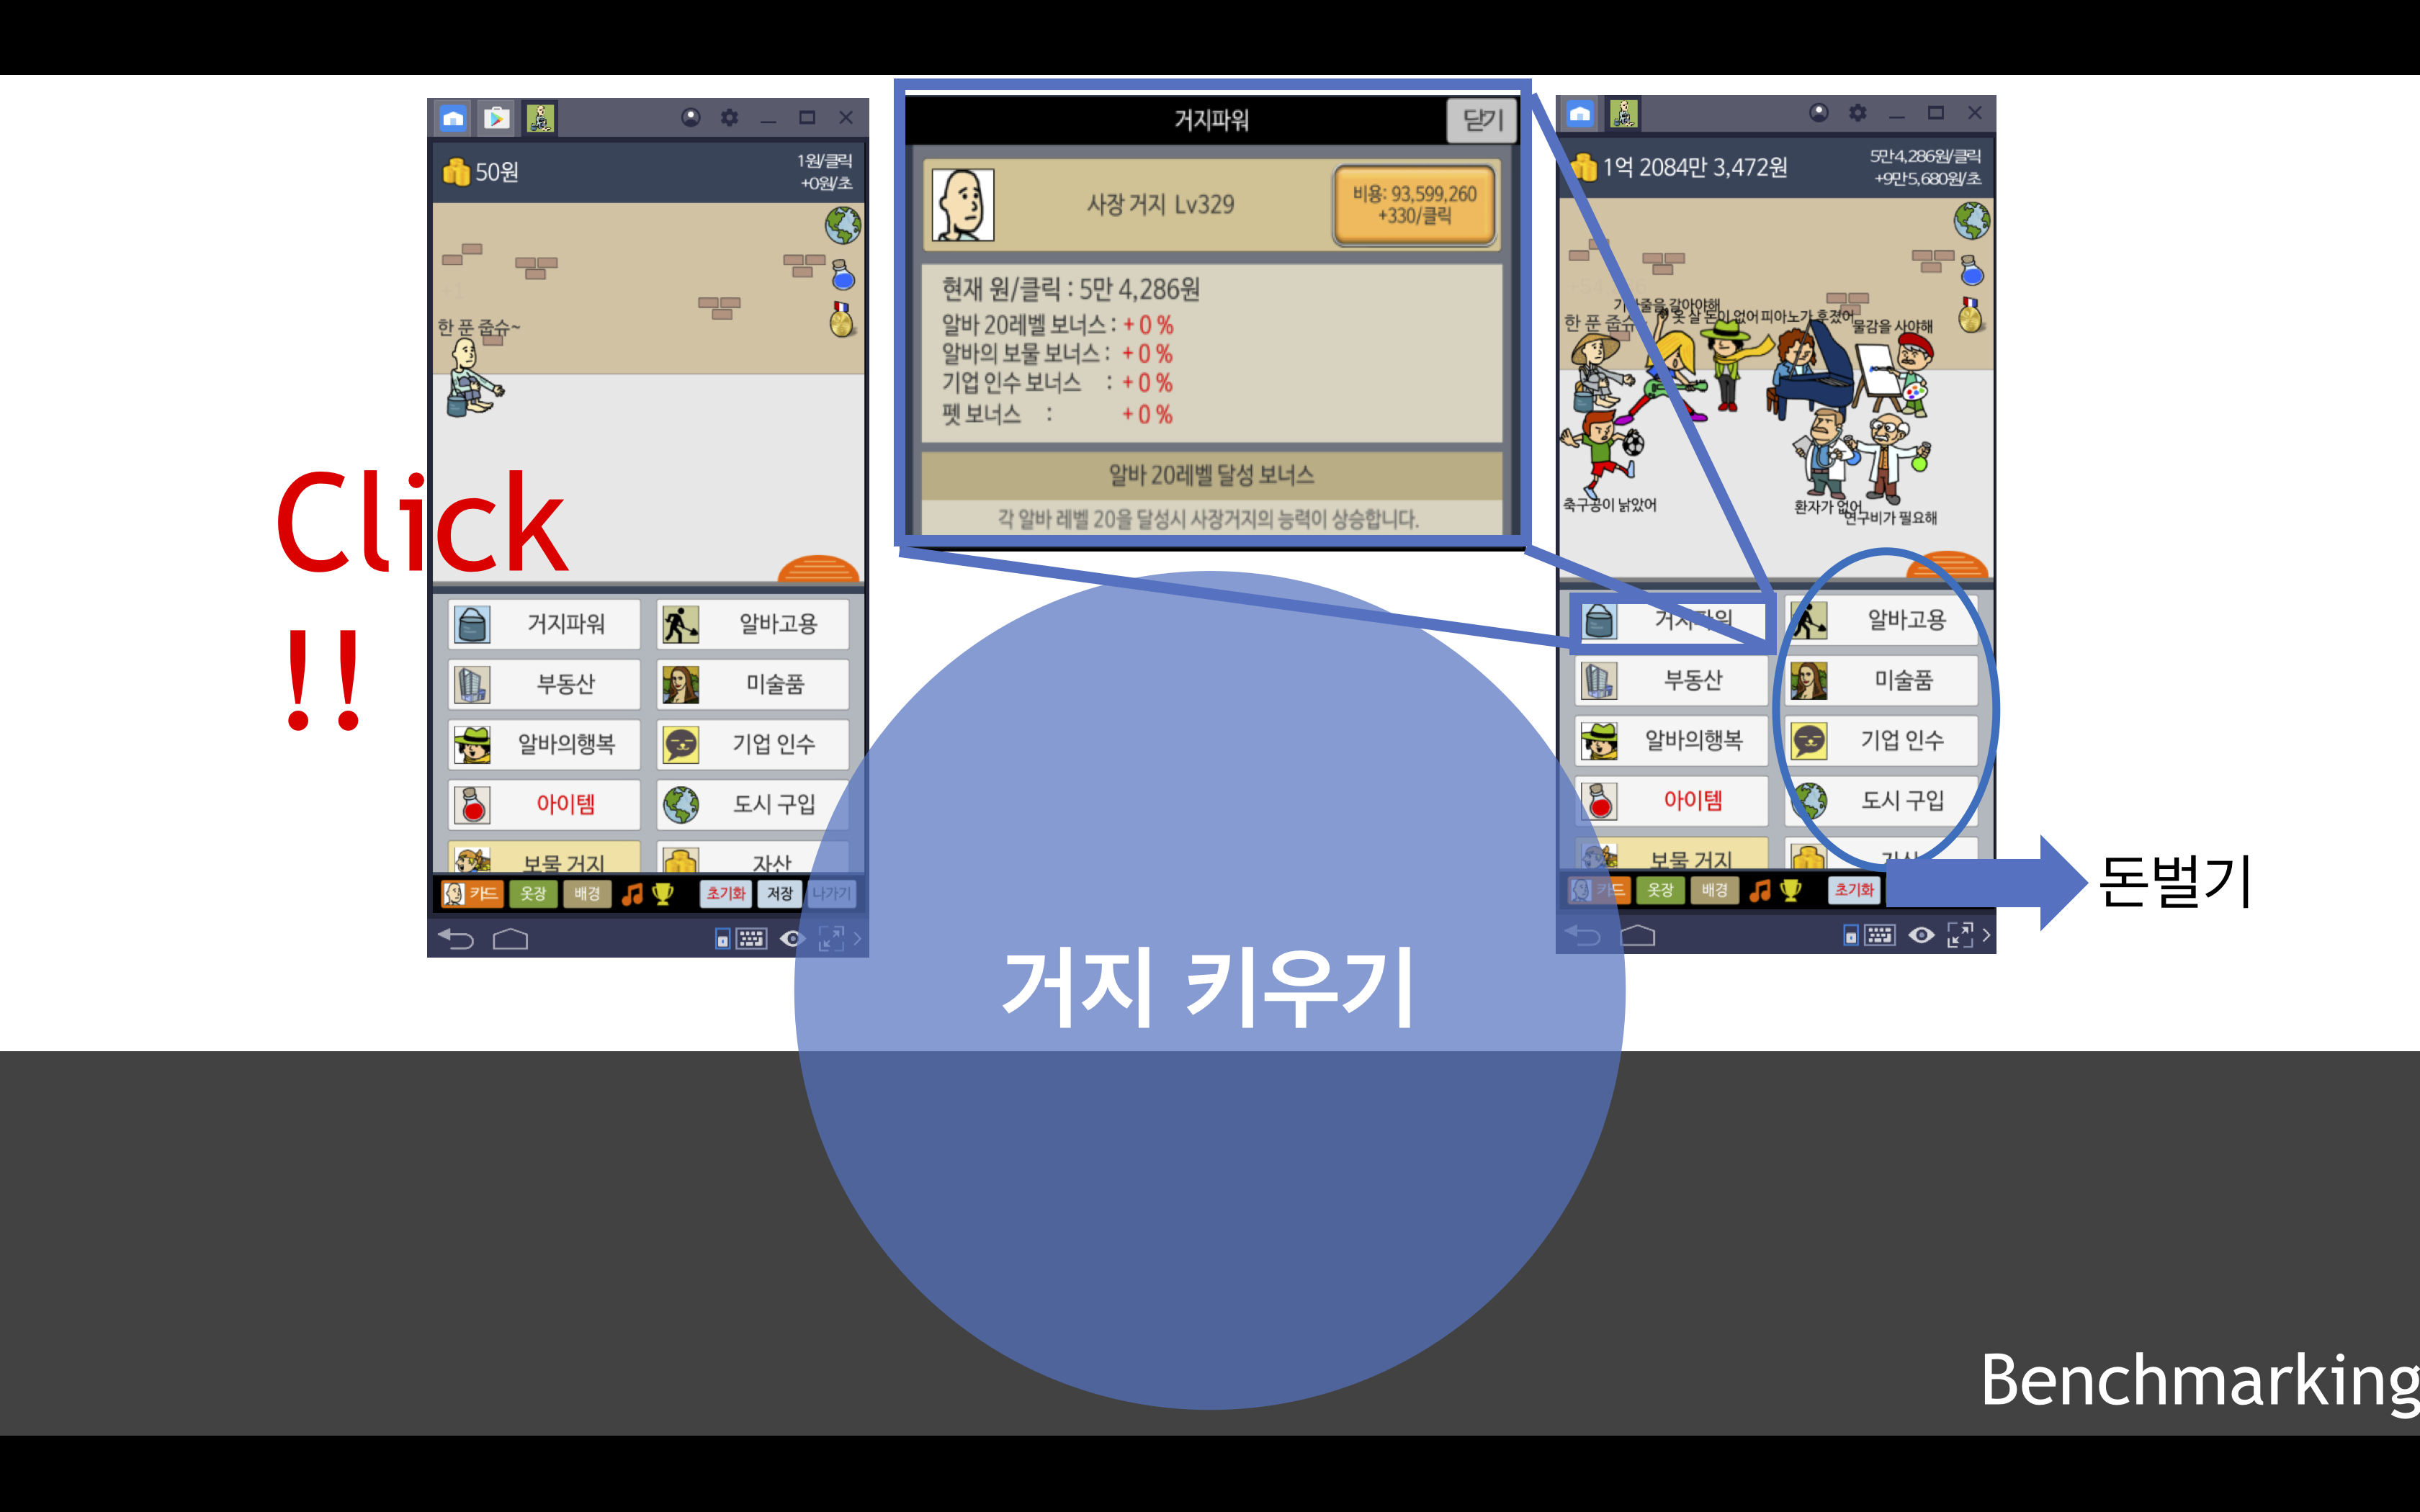 50원
1원/클릭
+0원/초
한 푼 줍슈~
Click
!!
거지파워
알바고용
부동산
미술품
알바의행복
기업 인수
아이템
도시 구입
보물 거지
자산
카드
옷장
배경
초기화
저장
나가기
거지파워
닫기
사장 거지 Lv329
비용: 93,599,260
+330/클릭
현재 원/클릭 : 5만 4,286원
알바 20레벨 보너스 : + 0 %
알바의 보물 보너스 : + 0 %
기업 인수 보너스 : + 0 %
펫 보너스 : + 0 %
알바 20레벨 달성 보너스
각 알바 레벨 20을 달성시 사장거지의 능력이 상승합니다.
1억 2084만 3,472원
5만 4,286원/클릭
+9만 5,680원/초
줄을 갈아야해
한 푼 줍슈
옷 살 돈이 없어
피아노가 후졌어
물감을 사야해
축구공이 낡았어
환자가 없어
연구비가 필요해
거지파워
알바고용
부동산
미술품
알바의행복
기업 인수
아이템
도시 구입
보물 거지
카드
옷장
배경
초기화
돈벌기
거지 키우기
Benchmarking